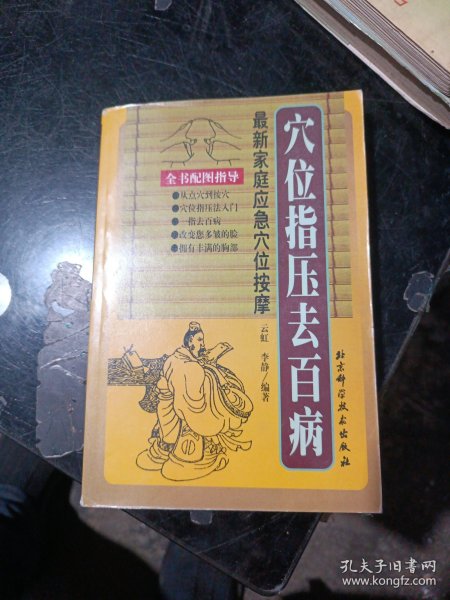 穴位指压去百病
最新家庭应急穴位按摩
全书配图指导
●从点穴到按穴
●穴位指压法入门
●一指去百病
●改变您多皱的脸
●拥有丰满的胸部
云虹 李静/编著
北京科学技术出版社
孔夫子旧书网
www.kongfz.com